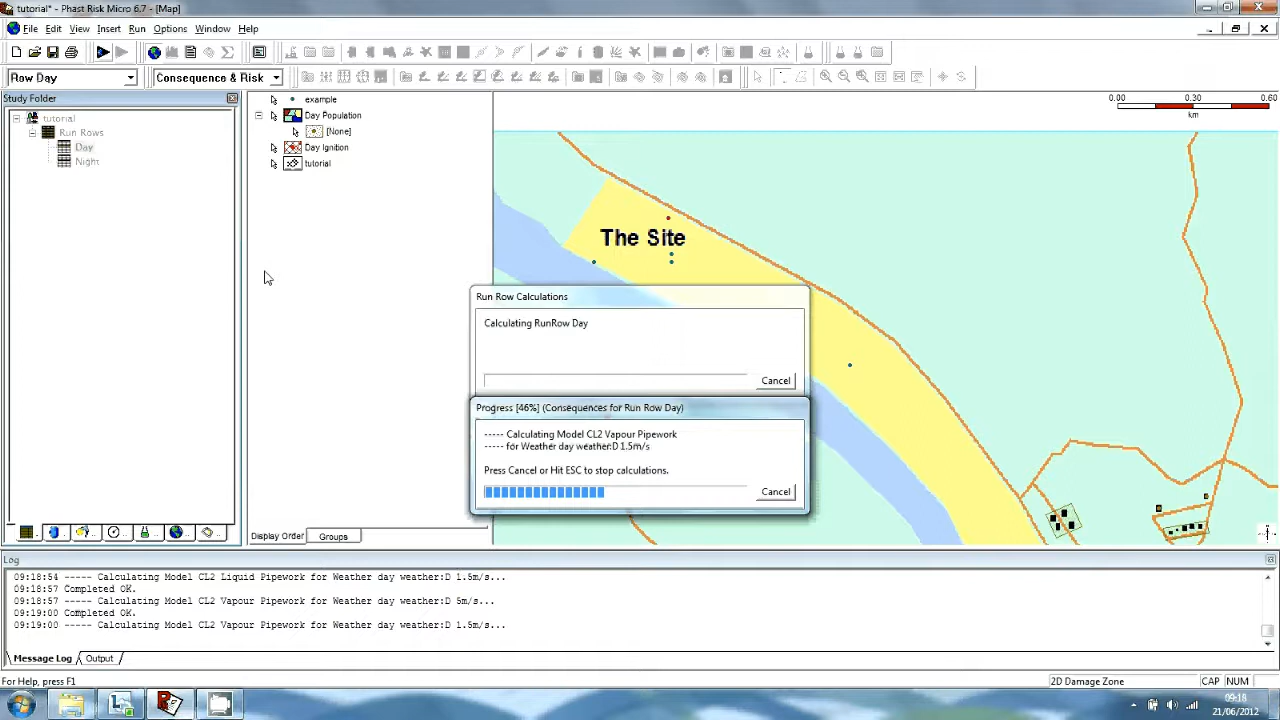 tutorial* - Phast Risk Micro 6.7 - [Map]
File Edit View Insert Run Options Window Help
Row Day
Consequence & Risk
Study Folder
tutorial
Run Rows
Day
Night
example
Day Population
[None]
Day Ignition
tutorial
Display Order
Groups
0.00 0.30 0.60
km
The Site
Run Row Calculations
Calculating RunRow Day
Cancel
Progress [46%] (Consequences for Run Row Day)
----- Calculating Model CL2 Vapour Pipework
----- for Weather day weather:D 1.5m/s
Press Cancel or Hit ESC to stop calculations.
Cancel
Log
09:18:54 ----- Calculating Model CL2 Liquid Pipework for Weather day weather:D 1.5m/s...
09:18:57 Completed OK.
09:18:57 ----- Calculating Model CL2 Vapour Pipework for Weather day weather:D 5m/s...
09:19:00 Completed OK.
09:19:00 ----- Calculating Model CL2 Vapour Pipework for Weather day weather:D 1.5m/s...
Message Log
Output
For Help, press F1
2D Damage Zone
CAP NUM
09:18
21/06/2012